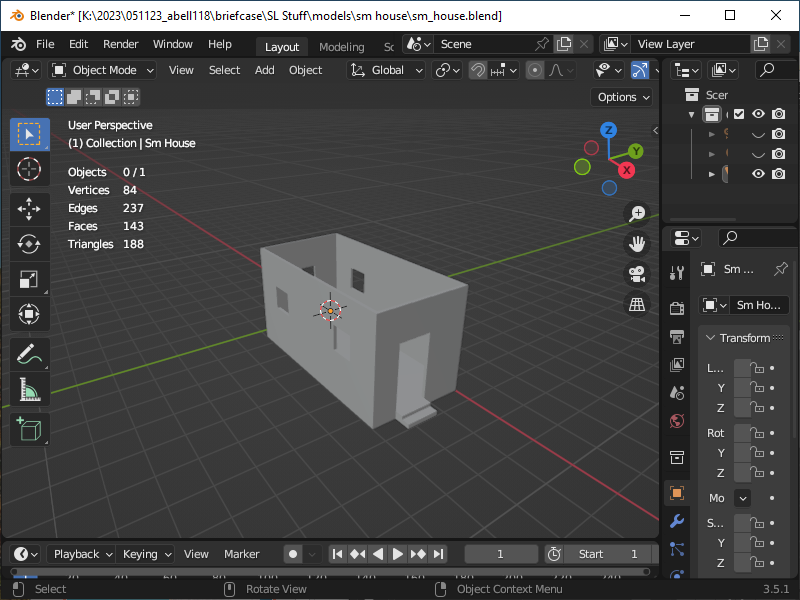 Blender* [K:\2023\051123_abell118\briefcase\SL Stuff\models\sm house\sm_house.blend]
File Edit Render Window Help Layout Modeling Sc Scene View Layer
Object Mode View Select Add Object Global
Options
User Perspective
(1) Collection | Sm House
Objects 0 / 1
Vertices 84
Edges 237
Faces 143
Triangles 188
Z
Y
X
Scer
Sm ...
Sm Ho...
Transform
L...
Y
Z
Rot
Y
Z
Mo
S...
Y
Z
Playback Keying View Marker 1 Start 1
Select Rotate View Object Context Menu 3.5.1